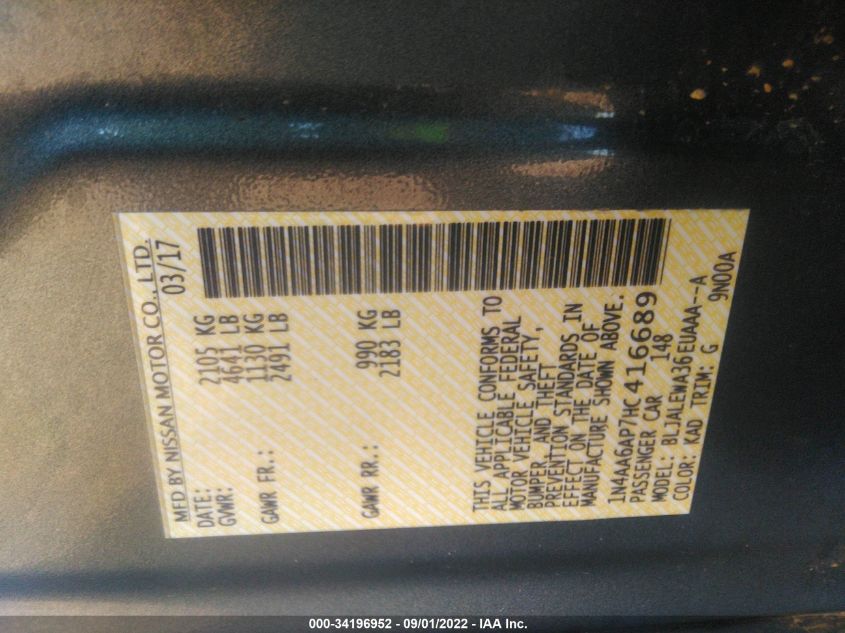 MFD BY NISSAN MOTOR CO., LTD.
DATE: 03/17
GVWR: 2105 KG
4641 LB
GAWR FR.: 1130 KG
2491 LB
GAWR RR.: 990 KG
2183 LB
THIS VEHICLE CONFORMS TO
ALL APPLICABLE FEDERAL
MOTOR VEHICLE SAFETY,
BUMPER, AND THEFT
PREVENTION STANDARDS IN
EFFECT ON THE DATE OF
MANUFACTURE SHOWN ABOVE.
1N4AA6AP7HC416689
PASSENGER CAR 148
MODEL: BLJALEWA36EUAAA--A
COLOR: KAD TRIM: G 9N00A
000-34196952 - 09/01/2022 - IAA Inc.